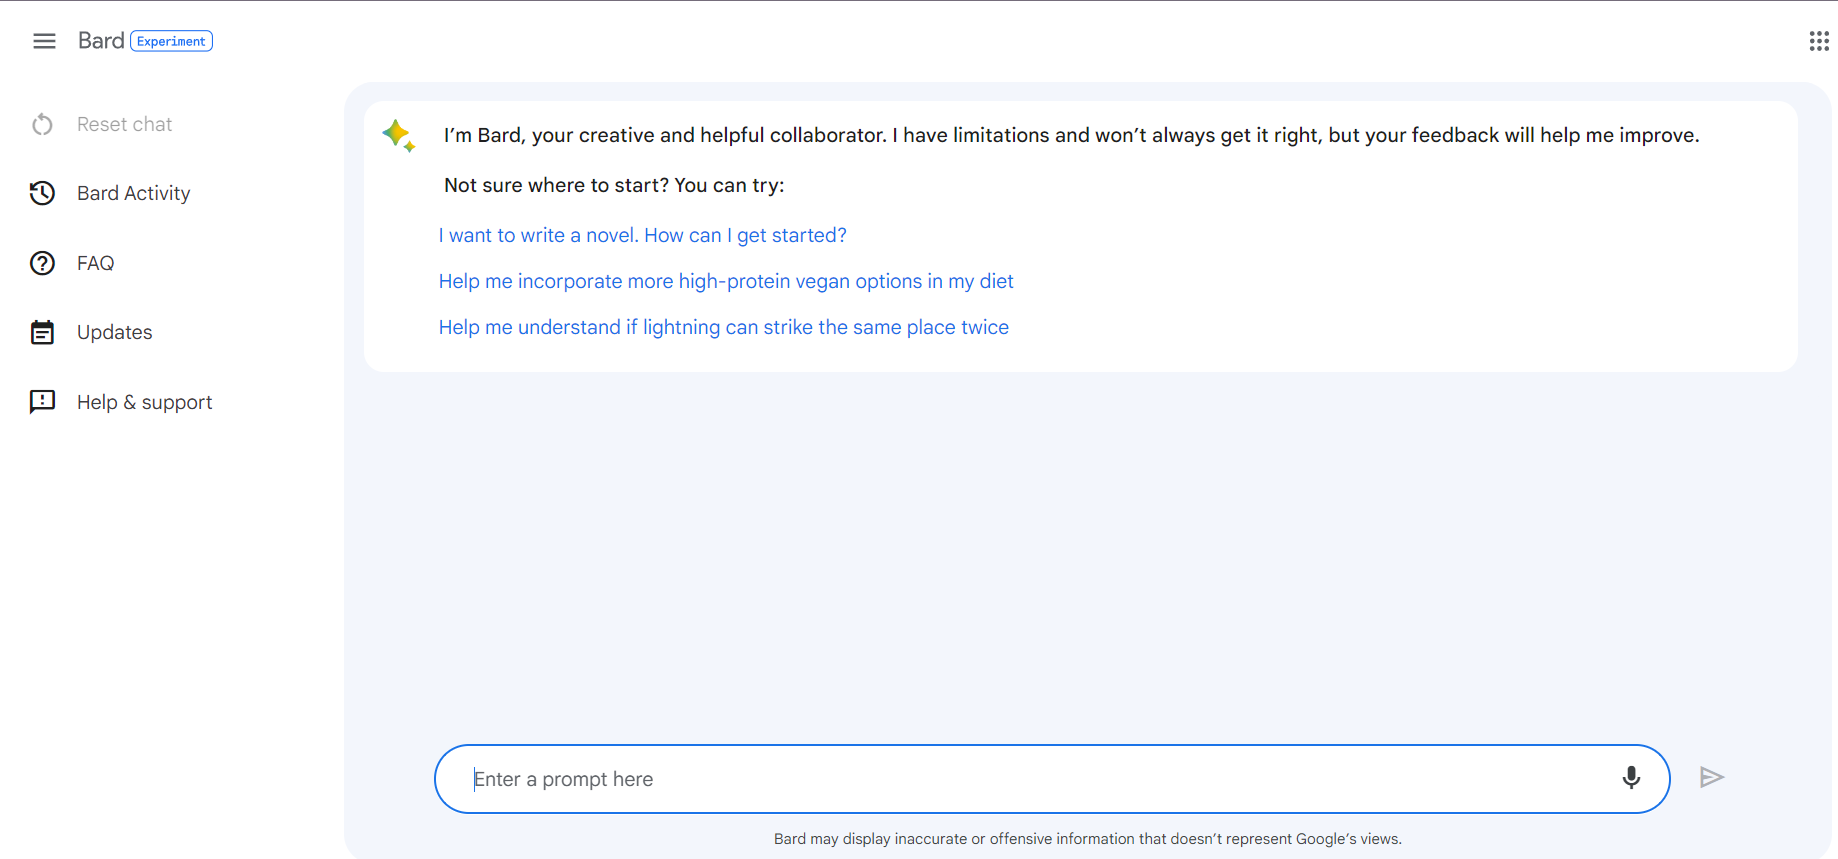 Bard Experiment
Reset chat
Bard Activity
FAQ
Updates
Help & support
I’m Bard, your creative and helpful collaborator. I have limitations and won’t always get it right, but your feedback will help me improve.
Not sure where to start? You can try:
I want to write a novel. How can I get started?
Help me incorporate more high-protein vegan options in my diet
Help me understand if lightning can strike the same place twice
Enter a prompt here
Bard may display inaccurate or offensive information that doesn’t represent Google’s views.